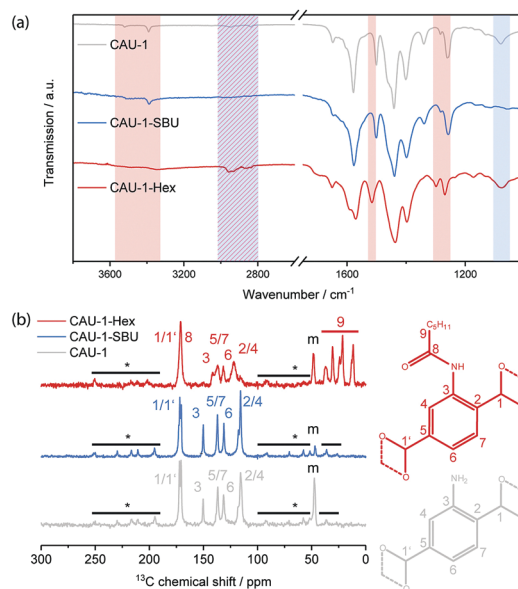 (a)
CAU-1
CAU-1-SBU
CAU-1-Hex
Transmission / a.u.
3600 3200 2800 1600 1200
Wavenumber / cm⁻¹
(b)
CAU-1-Hex
CAU-1-SBU
CAU-1
1/1' 8 3 5/7 6 2/4 m 9
* *
1/1' 3 5/7 6 2/4 m
* *
1/1' 3 5/7 6 2/4 m
* *
300 250 200 150 100 50 0
¹³C chemical shift / ppm
C₅H₁₁
9
8
O
NH
O
3
4
2
1
5
7
6
1'
O
O
NH₂
O
3
4
2
1
5
7
6
1'
O
O